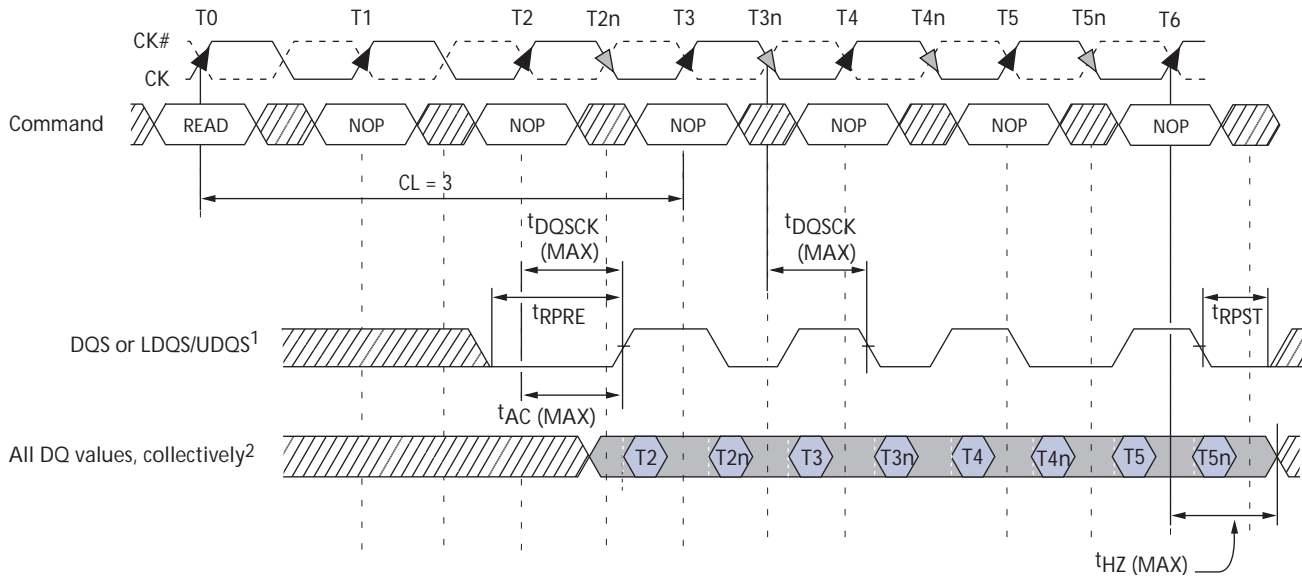 T0 T1 T2 T2n T3 T3n T4 T4n T5 T5n T6
CK#
CK
Command READ NOP NOP NOP NOP NOP NOP
CL = 3
tDQSCK tDQSCK
(MAX) (MAX)
tRPRE tRPST
DQS or LDQS/UDQS1
tAC (MAX)
All DQ values, collectively2 T2 T2n T3 T3n T4 T4n T5 T5n
tHZ (MAX)